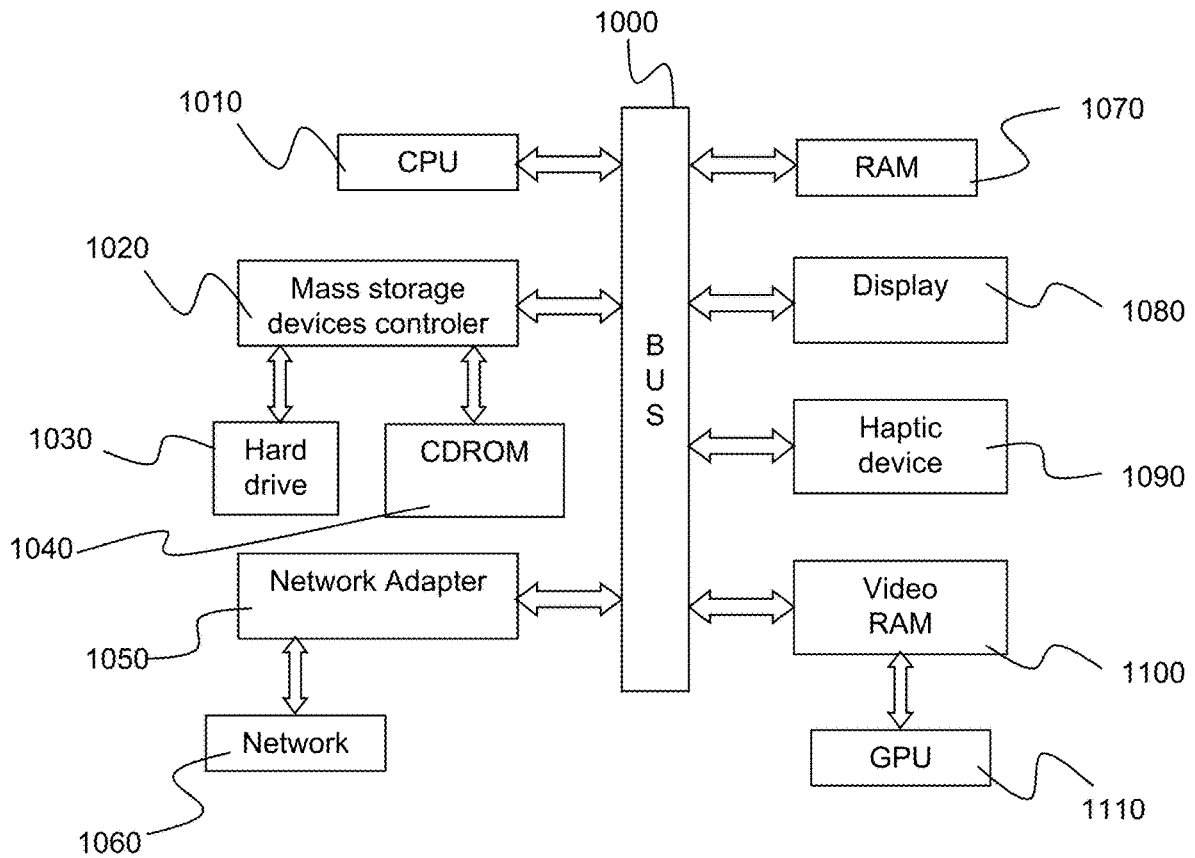 1000
1010
CPU
1070
RAM
1020
Mass storage
devices controler
Display
1080
B
U
S
1030
Hard
drive
CDROM
Haptic
device
1090
1040
Network Adapter
1050
Video
RAM
1100
Network
1060
GPU
1110